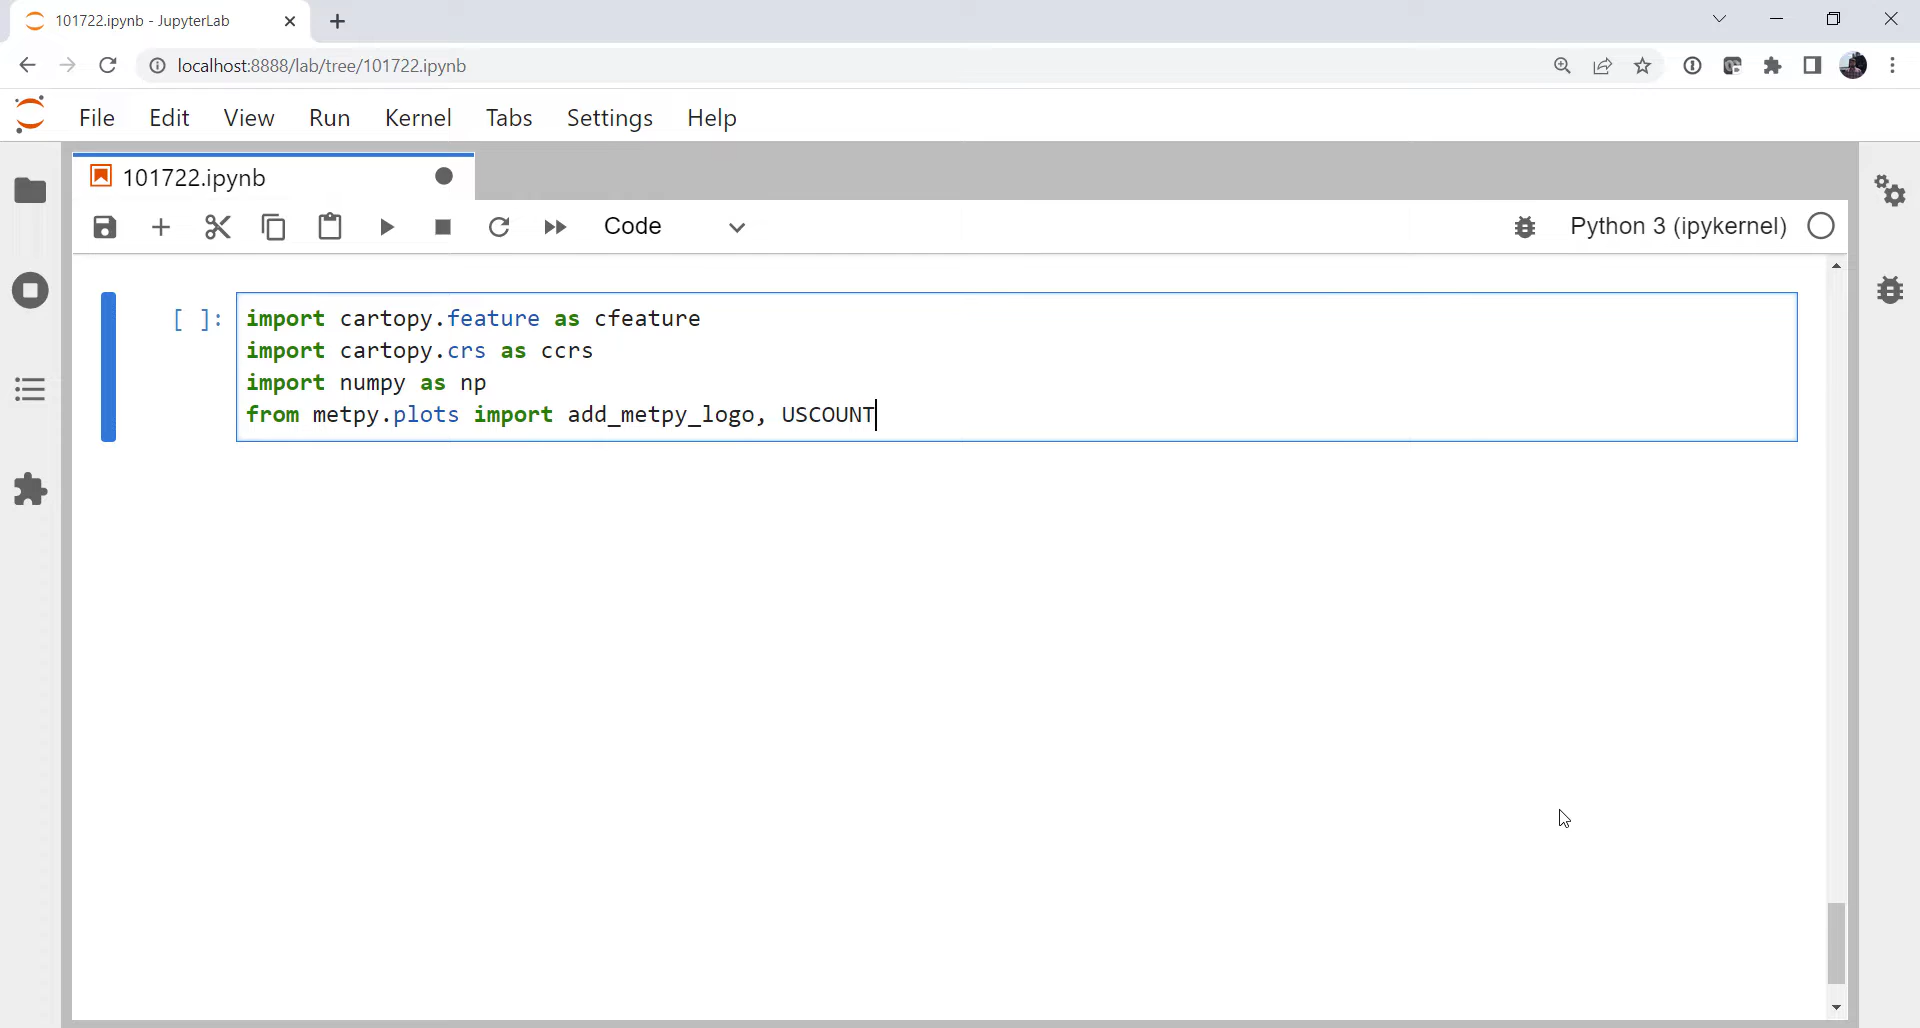 101722.ipynb - JupyterLab
localhost:8888/lab/tree/101722.ipynb
File Edit View Run Kernel Tabs Settings Help
101722.ipynb
Code
Python 3 (ipykernel)
[ ]:
import cartopy.feature as cfeature
import cartopy.crs as ccrs
import numpy as np
from metpy.plots import add_metpy_logo, USCOUNT